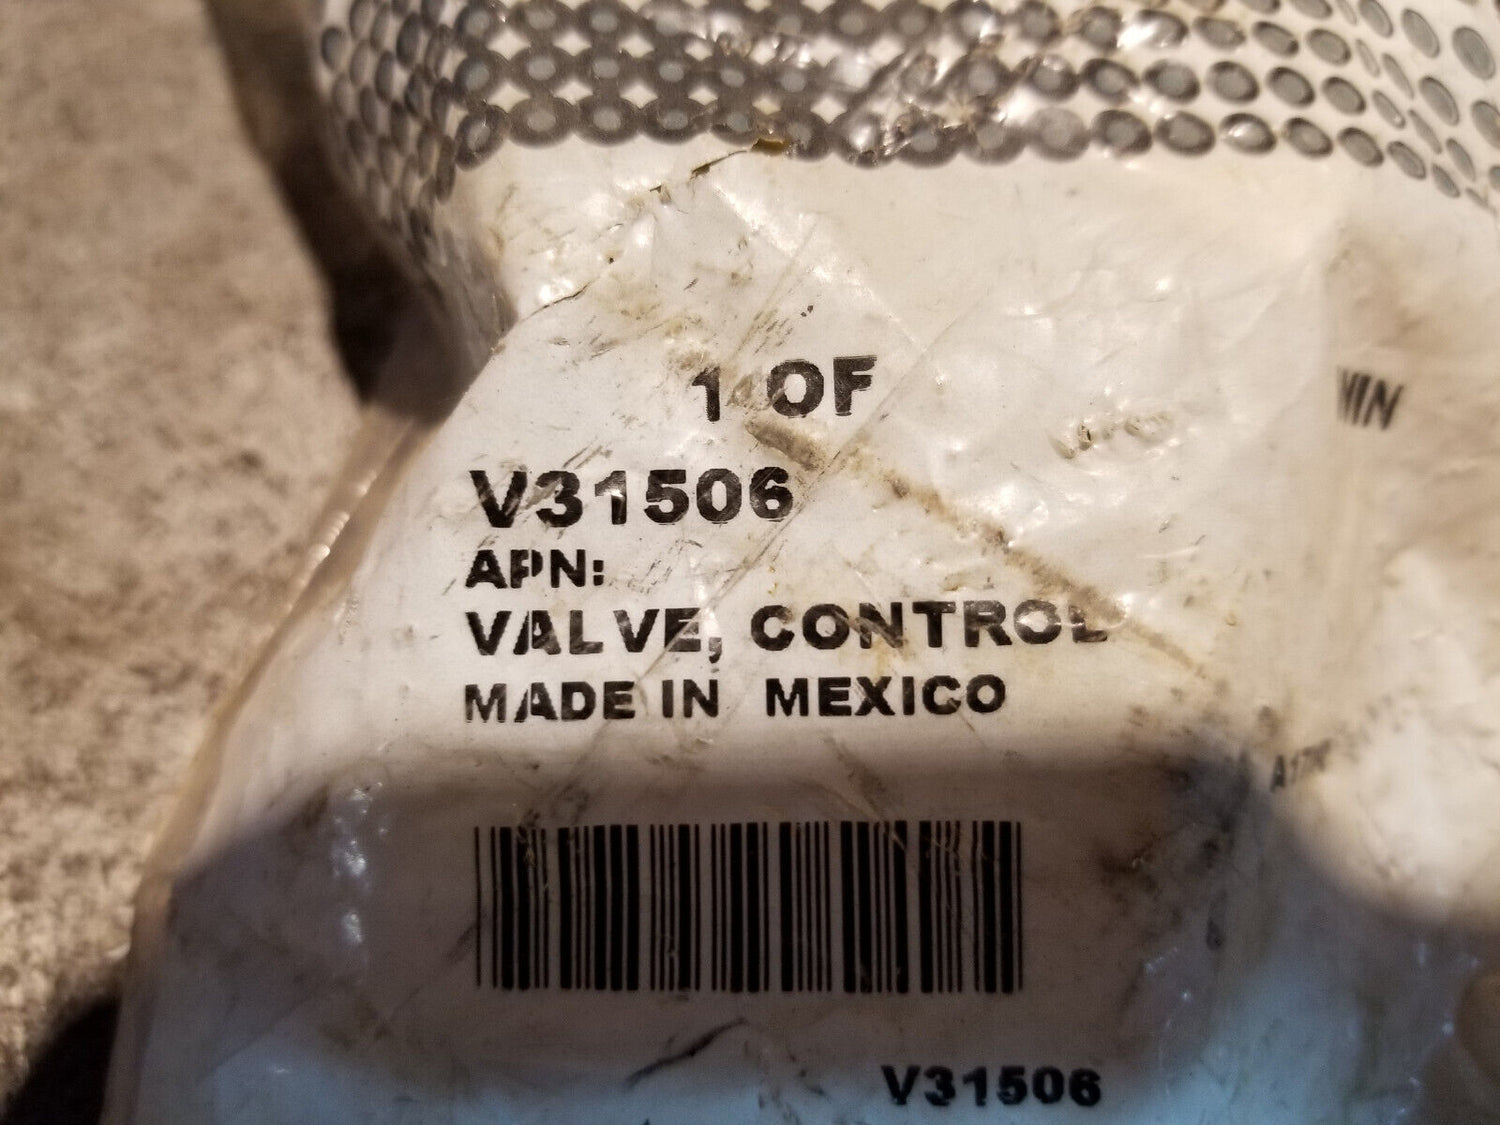 1 OF
V31506
APN:
VALVE, CONTROL
MADE IN MEXICO
V31506